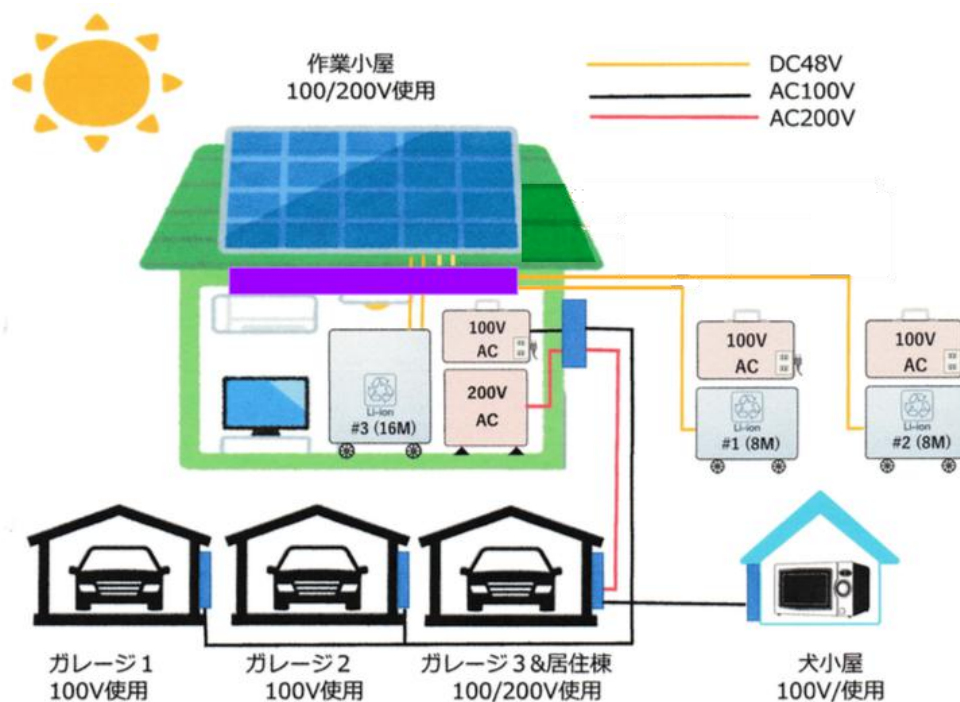 作業小屋
100/200V使用
DC48V
AC100V
AC200V
100V
AC
200V
AC
Li-ion
#3 (16M)
100V
AC
Li-ion
#1 (8M)
100V
AC
Li-ion
#2 (8M)
ガレージ1
100V使用
ガレージ2
100V使用
ガレージ3&居住棟
100/200V使用
犬小屋
100V/使用